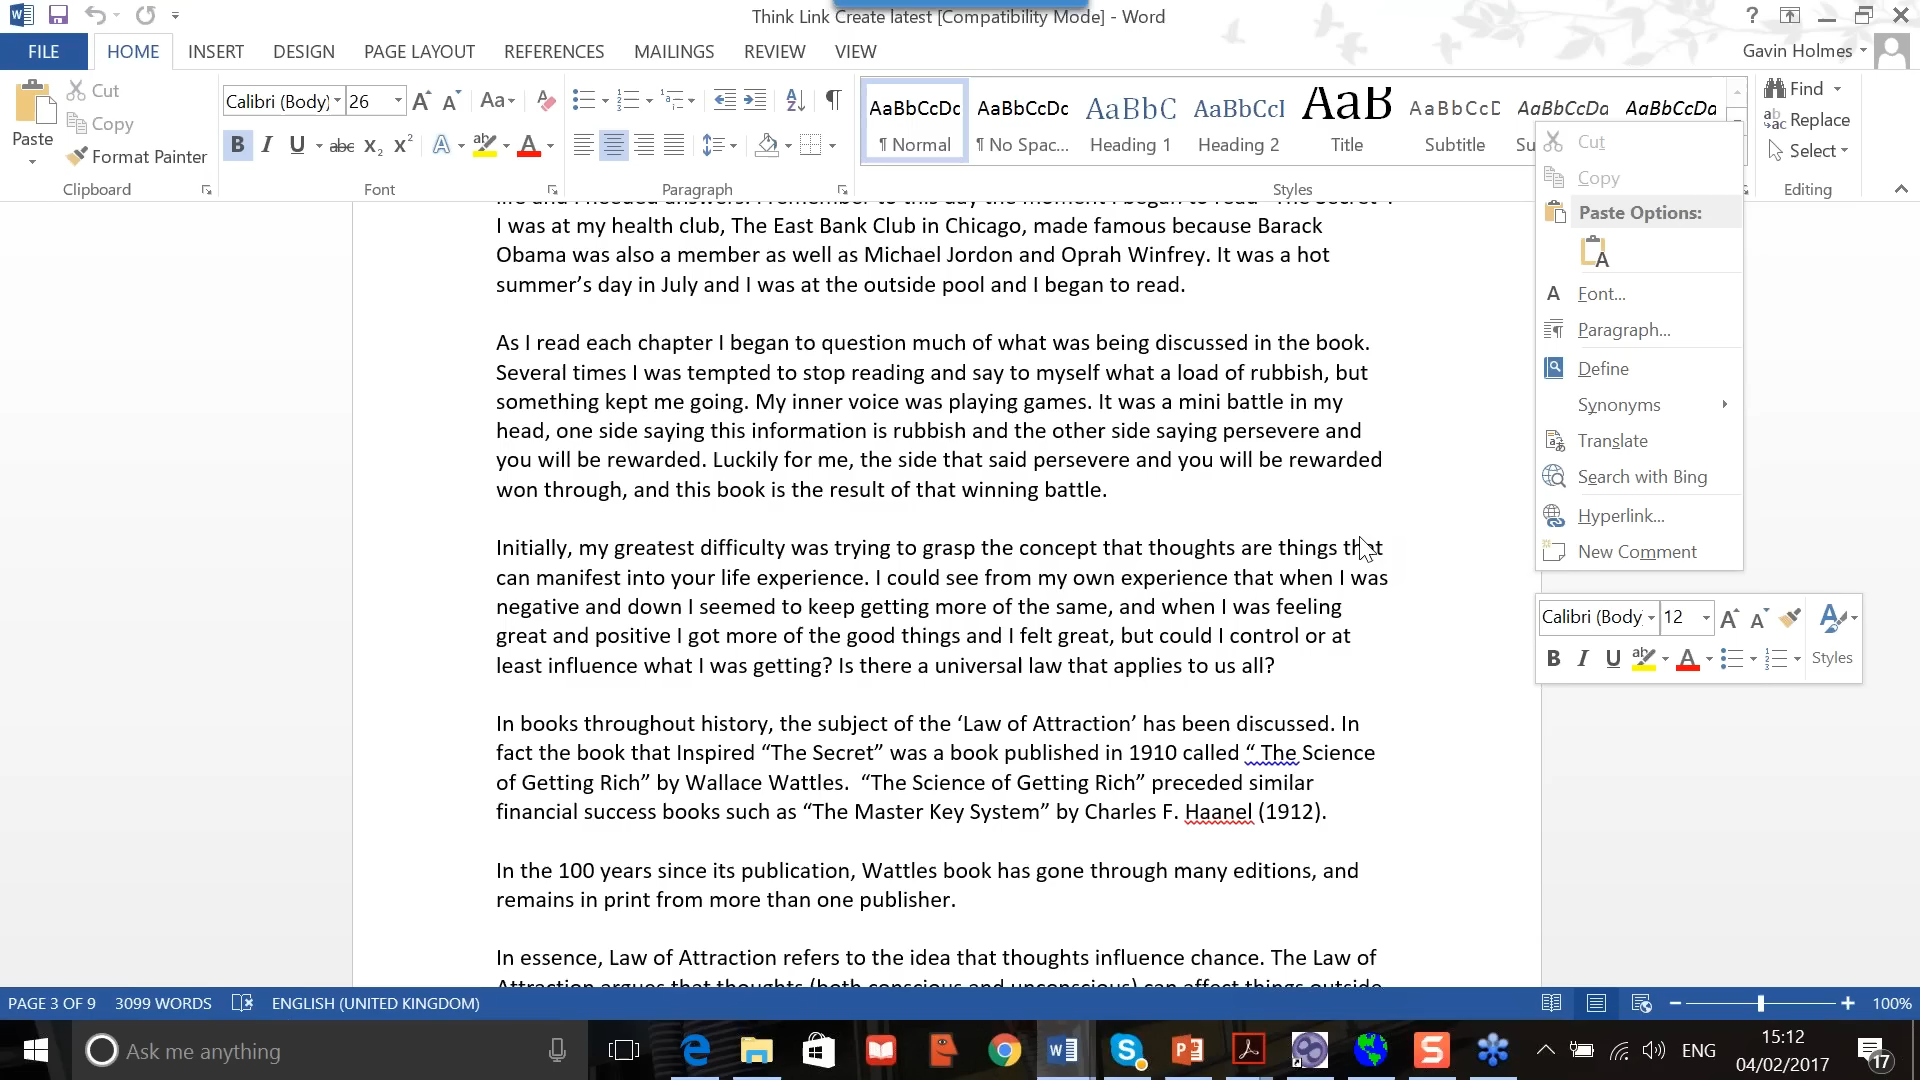 Think Link Create latest [Compatibility Mode] - Word
FILE HOME INSERT DESIGN PAGE LAYOUT REFERENCES MAILINGS REVIEW VIEW
Gavin Holmes
Paste
Cut
Copy
Format Painter
Clipboard
Calibri (Body) 26
Font
Paragraph
AaBbCcDc AaBbCcDc AaBbC AaBbCcI AaB AaBbCcD AaBbCcDa AaBbCcDa
¶ Normal ¶ No Spac... Heading 1 Heading 2 Title Subtitle Su
Styles
Find
Replace
Select
Editing
I was at my health club, The East Bank Club in Chicago, made famous because Barack
Obama was also a member as well as Michael Jordon and Oprah Winfrey. It was a hot
summer’s day in July and I was at the outside pool and I began to read.
As I read each chapter I began to question much of what was being discussed in the book.
Several times I was tempted to stop reading and say to myself what a load of rubbish, but
something kept me going. My inner voice was playing games. It was a mini battle in my
head, one side saying this information is rubbish and the other side saying persevere and
you will be rewarded. Luckily for me, the side that said persevere and you will be rewarded
won through, and this book is the result of that winning battle.
Initially, my greatest difficulty was trying to grasp the concept that thoughts are things that
can manifest into your life experience. I could see from my own experience that when I was
negative and down I seemed to keep getting more of the same, and when I was feeling
great and positive I got more of the good things and I felt great, but could I control or at
least influence what I was getting? Is there a universal law that applies to us all?
In books throughout history, the subject of the ‘Law of Attraction’ has been discussed. In
fact the book that Inspired “The Secret” was a book published in 1910 called “ The Science
of Getting Rich” by Wallace Wattles.  “The Science of Getting Rich” preceded similar
financial success books such as “The Master Key System” by Charles F. Haanel (1912).
In the 100 years since its publication, Wattles book has gone through many editions, and
remains in print from more than one publisher.
In essence, Law of Attraction refers to the idea that thoughts influence chance. The Law of
Attraction argues that thoughts (both conscious and unconscious) can affect things outside
Cut
Copy
Paste Options:
Font...
Paragraph...
Define
Synonyms
Translate
Search with Bing
Hyperlink...
New Comment
Calibri (Body 12
B I U Styles
PAGE 3 OF 9 3099 WORDS ENGLISH (UNITED KINGDOM)
100%
Ask me anything
ENG
15:12
04/02/2017
17